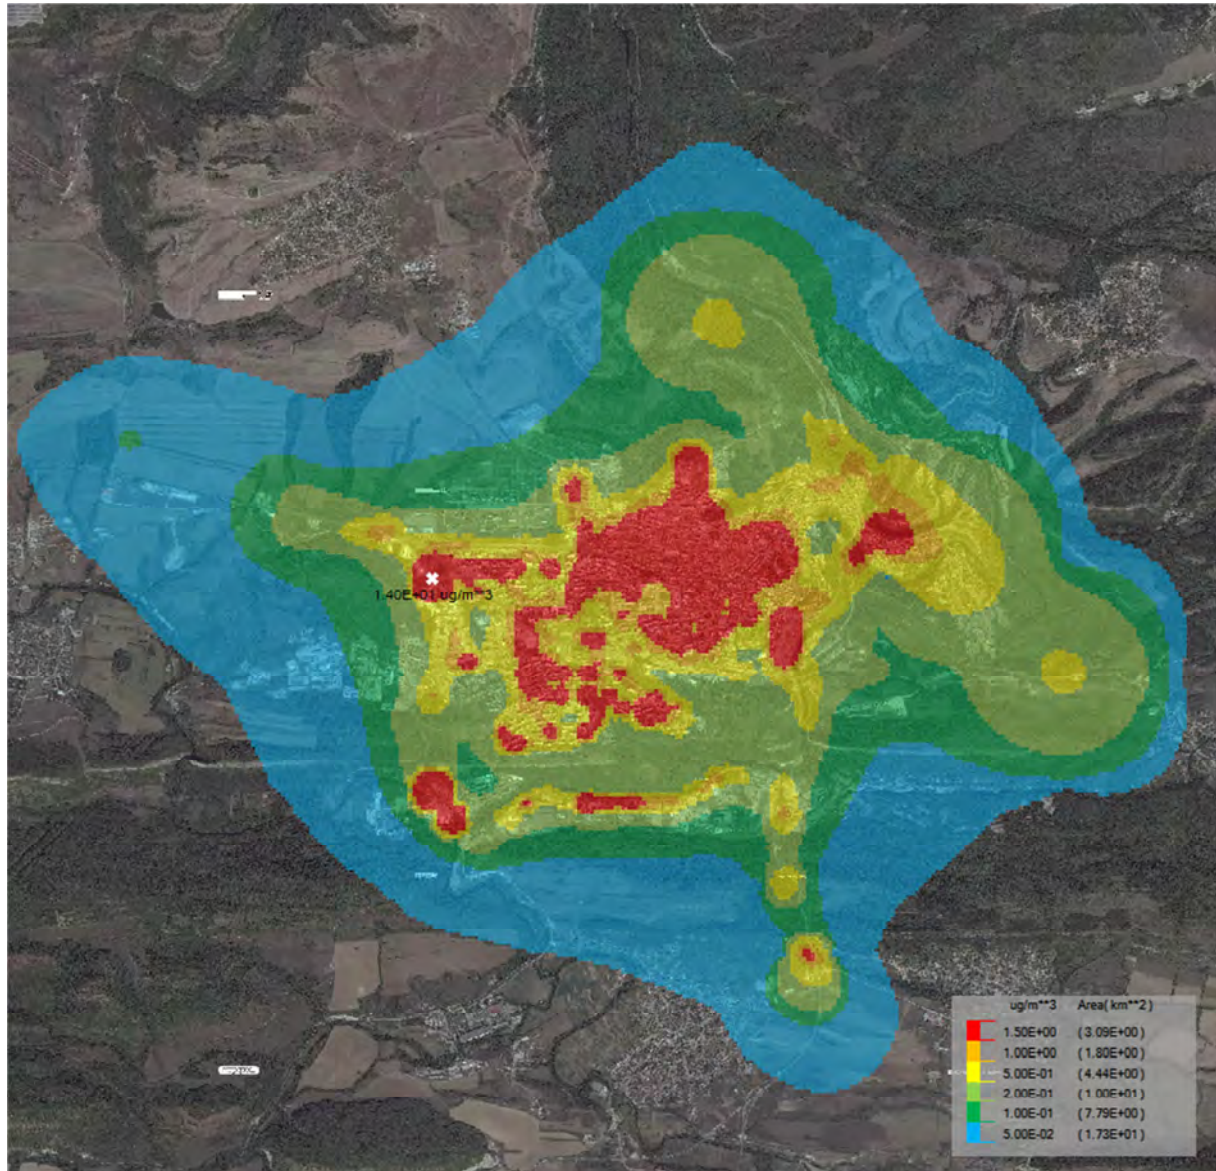 1.40E+01 ug/m**3
ug/m**3 Area( km**2 )
1.50E+00 ( 3.09E+00 )
1.00E+00 ( 1.80E+00 )
5.00E-01 ( 4.44E+00 )
2.00E-01 ( 1.00E+01 )
1.00E-01 ( 7.79E+00 )
5.00E-02 ( 1.73E+01 )